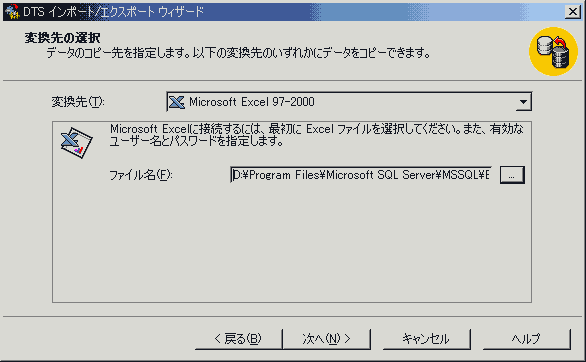 DTS インポート/エクスポート ウィザード
変換先の選択
データのコピー先を指定します。以下の変換先のいずれかにデータをコピーできます。
変換先(T):
Microsoft Excel 97-2000
Microsoft Excelに接続するには、最初に Excel ファイルを選択してください。また、有効な
ユーザー名とパスワードを指定します。
ファイル名(F):
D:¥Program Files¥Microsoft SQL Server¥MSSQL¥E
...
< 戻る(B)
次へ(N) >
キャンセル
ヘルプ